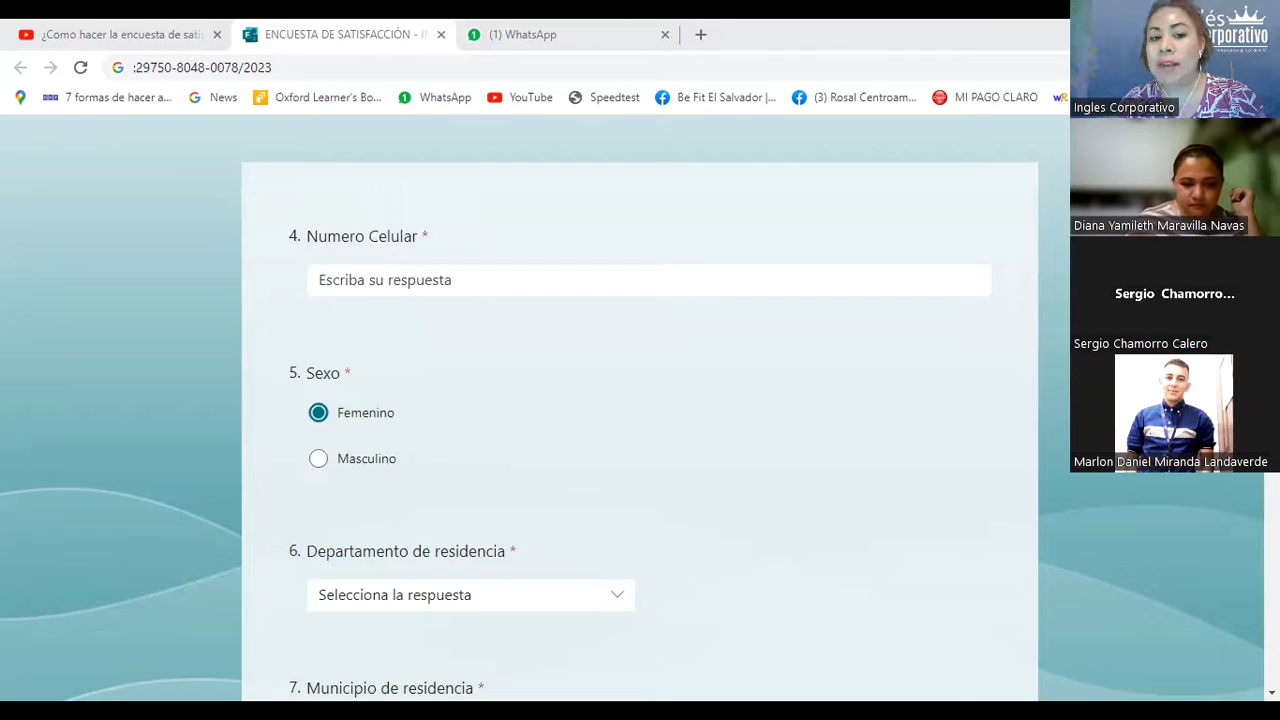 ¿Como hacer la encuesta de sati
ENCUESTA DE SATISFACCIÓN - I
(1) WhatsApp
:29750-8048-0078/2023
7 formas de hacer a...
News
Oxford Learner's Bo...
WhatsApp
YouTube
Speedtest
Be Fit El Salvador |...
(3) Rosal Centroam...
MI PAGO CLARO
4. Numero Celular *
Escriba su respuesta
5. Sexo *
Femenino
Masculino
6. Departamento de residencia *
Selecciona la respuesta
7. Municipio de residencia *
Ingles Corporativo
Diana Yamileth Maravilla Navas
Sergio Chamorro...
Sergio Chamorro Calero
Marlon Daniel Miranda Landaverde